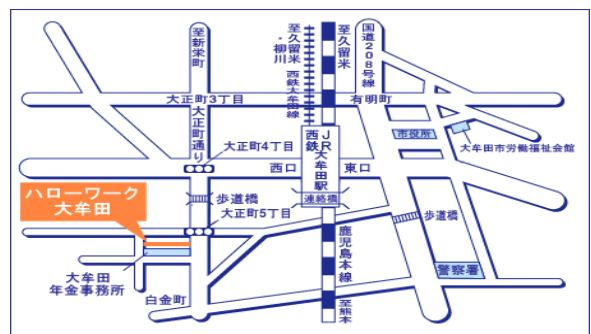 至新栄町
至久留米・柳川
西鉄大牟田線
至久留米
国道208号線
大正町3丁目
有明町
大正町通り
市役所
大牟田市労働福祉会館
大正町4丁目
JR
西鉄
大牟田駅
西口
東口
ハローワーク
大牟田
歩道橋
連絡橋
大正町5丁目
歩道橋
鹿児島本線
大牟田
年金事務所
警察署
白金町
至熊本